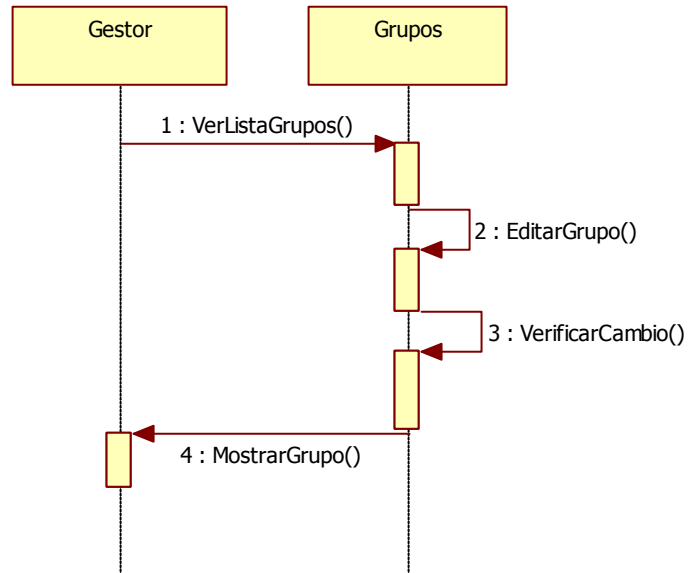 Gestor
Grupos
1 : VerListaGrupos()
2 : EditarGrupo()
3 : VerificarCambio()
4 : MostrarGrupo()